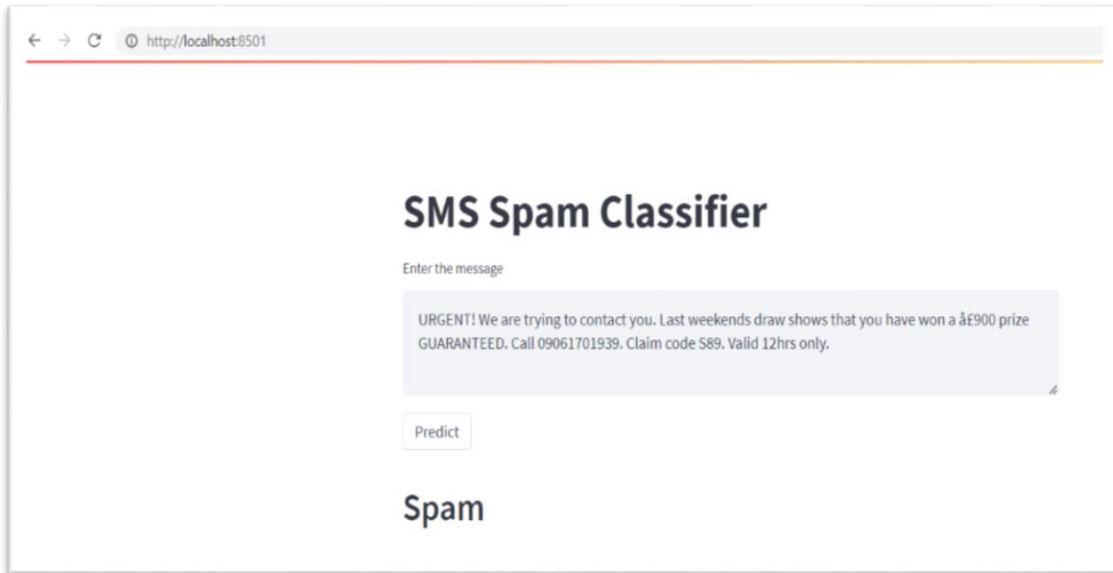 http://localhost:8501
SMS Spam Classifier
Enter the message
URGENT! We are trying to contact you. Last weekends draw shows that you have won a å£900 prize
GUARANTEED. Call 09061701939. Claim code S89. Valid 12hrs only.
Predict
Spam